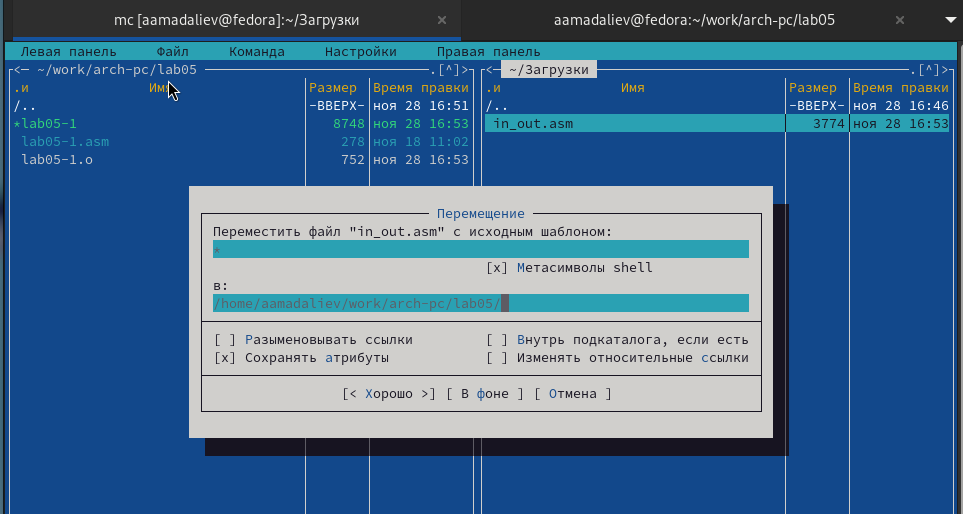 mc [aamadaliev@fedora]:~/Загрузки × aamadaliev@fedora:~/work/arch-pc/lab05 ×
Левая панель Файл Команда Настройки Правая панель
<— ~/work/arch-pc/lab05 .[^]> <— ~/Загрузки .[^]>
.и Имя Размер Время правки .и Имя Размер Время правки
/.. -ВВЕРХ- ноя 28 16:51 /.. -ВВЕРХ- ноя 28 16:46
*lab05-1 8748 ноя 28 16:53 in_out.asm 3774 ноя 28 16:53
lab05-1.asm 278 ноя 18 11:02
lab05-1.o 752 ноя 28 16:53
Перемещение
Переместить файл "in_out.asm" с исходным шаблоном:
*
[x] Метасимволы shell
в:
/home/aamadaliev/work/arch-pc/lab05/
[ ] Разыменовывать ссылки [ ] Внутрь подкаталога, если есть
[x] Сохранять атрибуты [ ] Изменять относительные ссылки
[< Хорошо >] [ В фоне ] [ Отмена ]